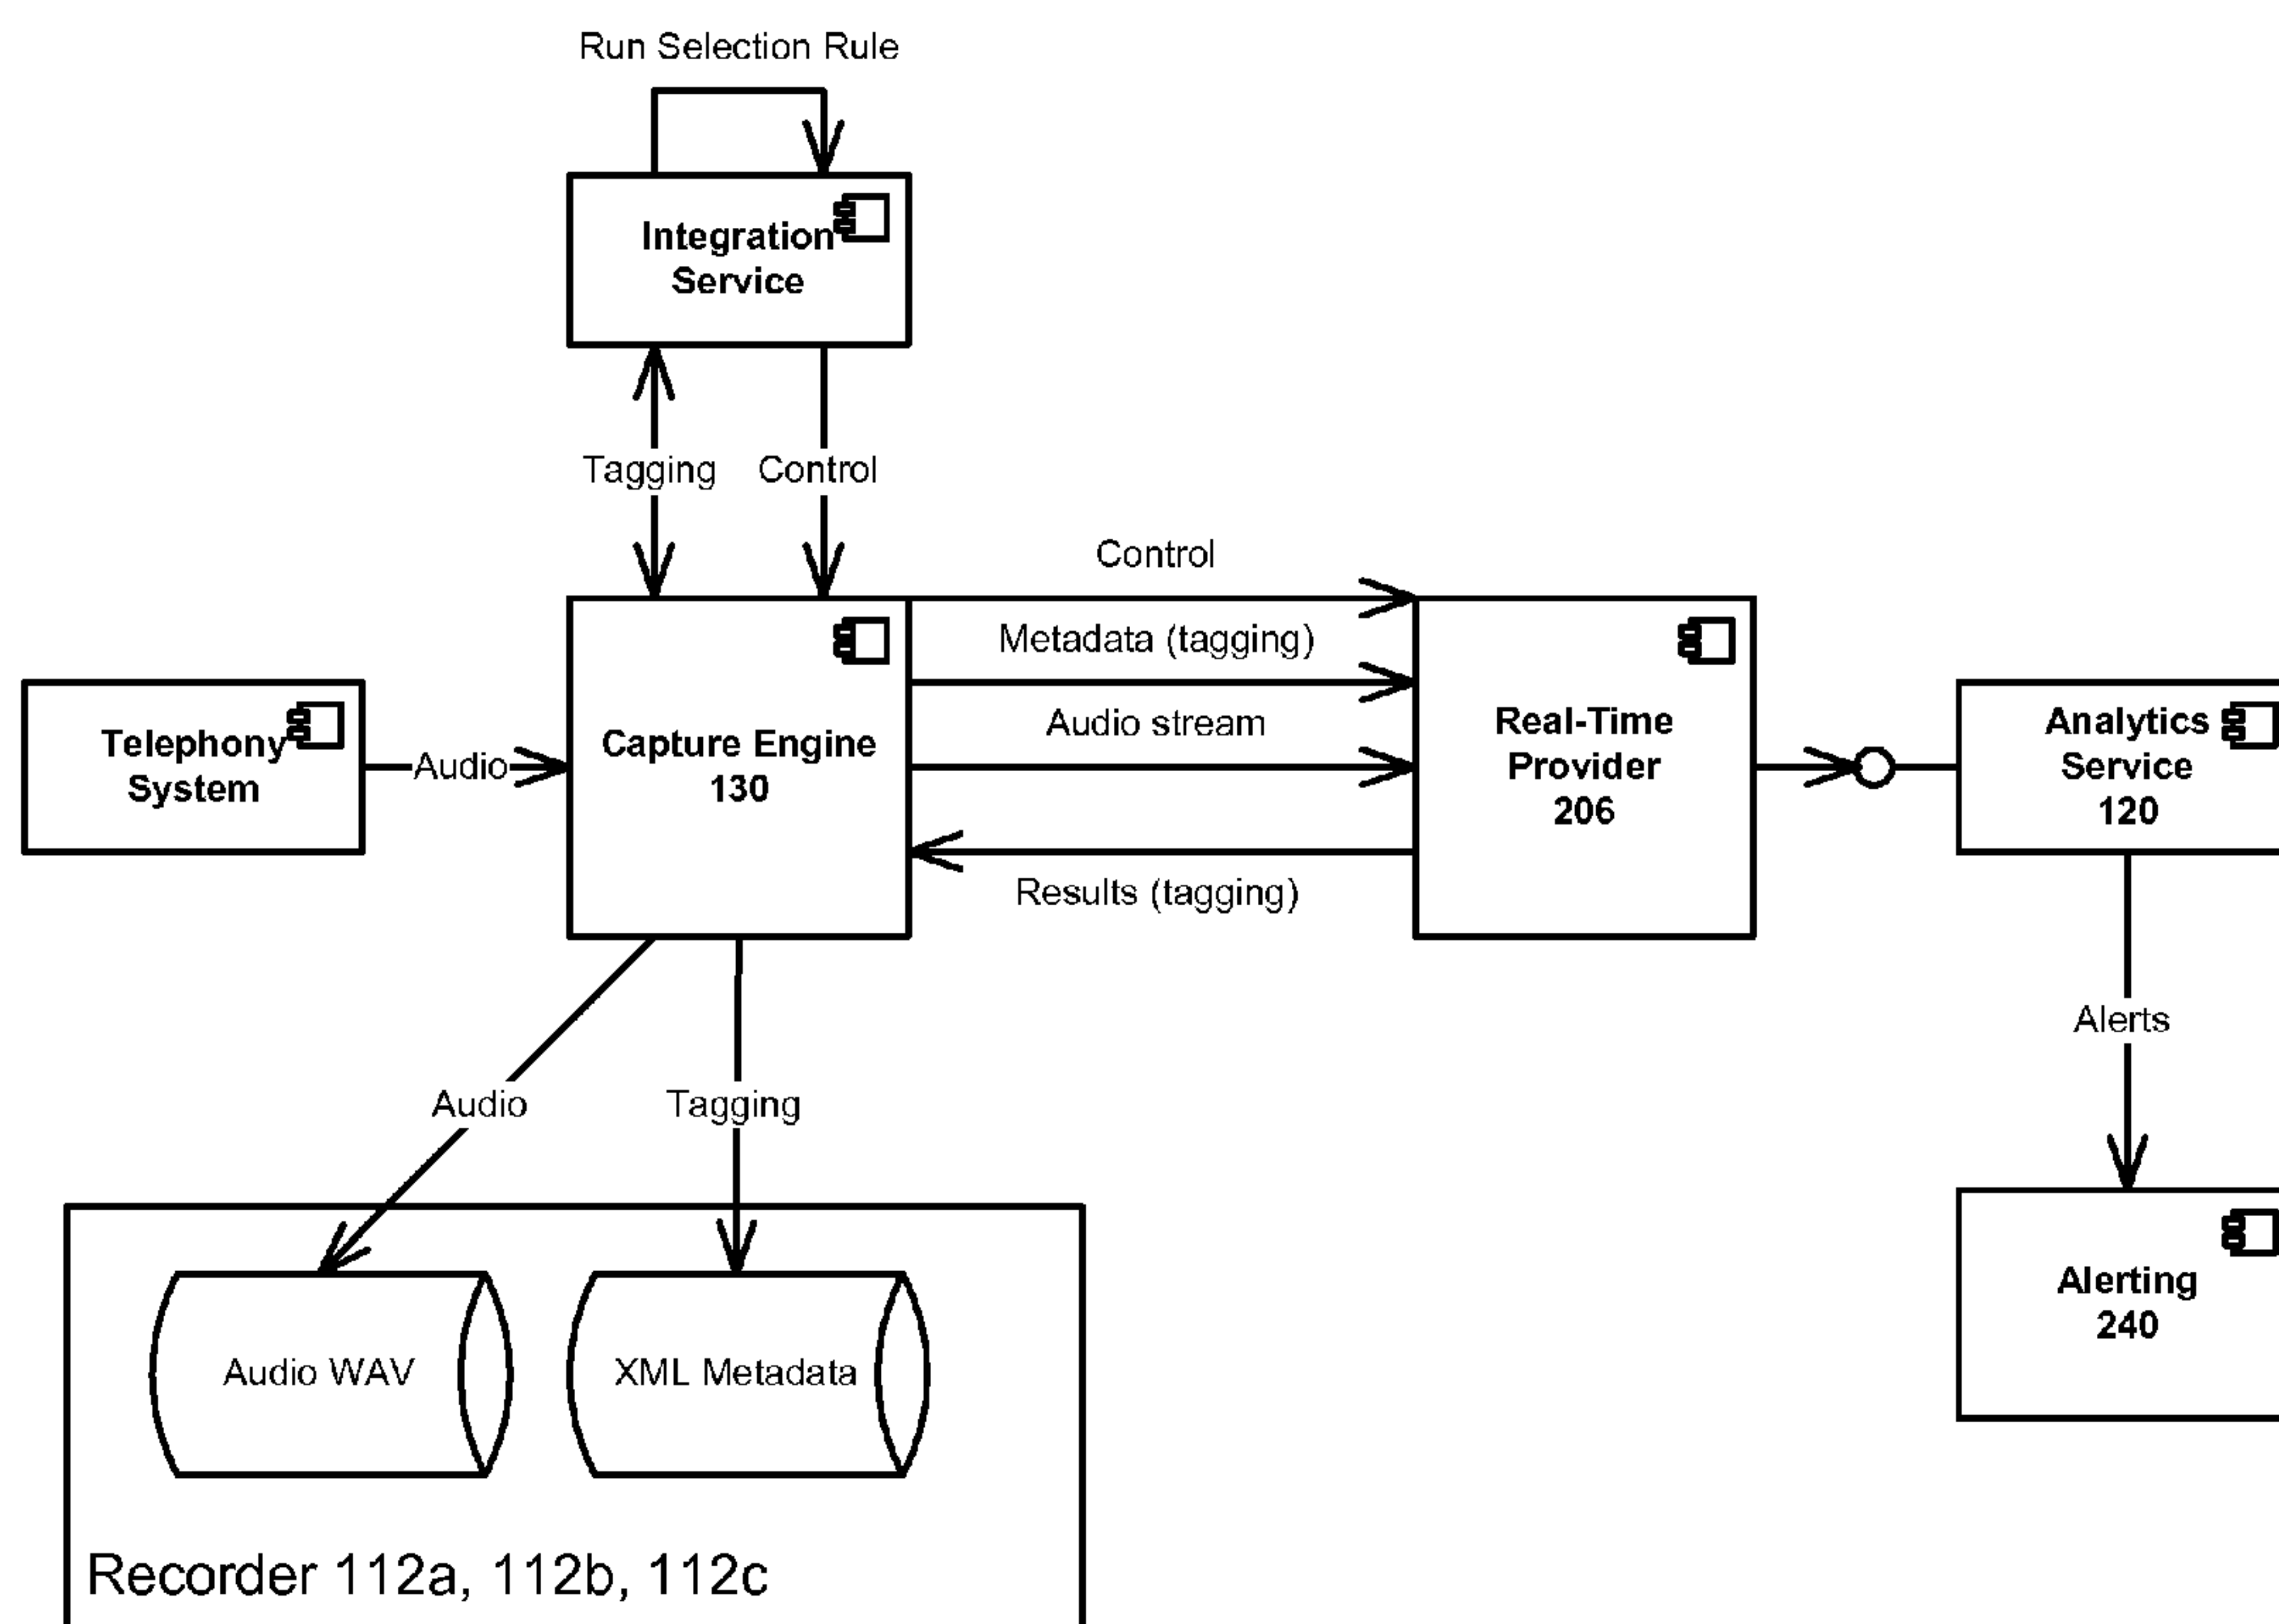 Run Selection Rule
Integration
Service
Tagging
Control
Control
Metadata (tagging)
Audio stream
Results (tagging)
Telephony
System
Audio
Capture Engine
130
Real-Time
Provider
206
Analytics
Service
120
Alerts
Audio
Tagging
Alerting
240
Audio WAV
XML Metadata
Recorder 112a, 112b, 112c